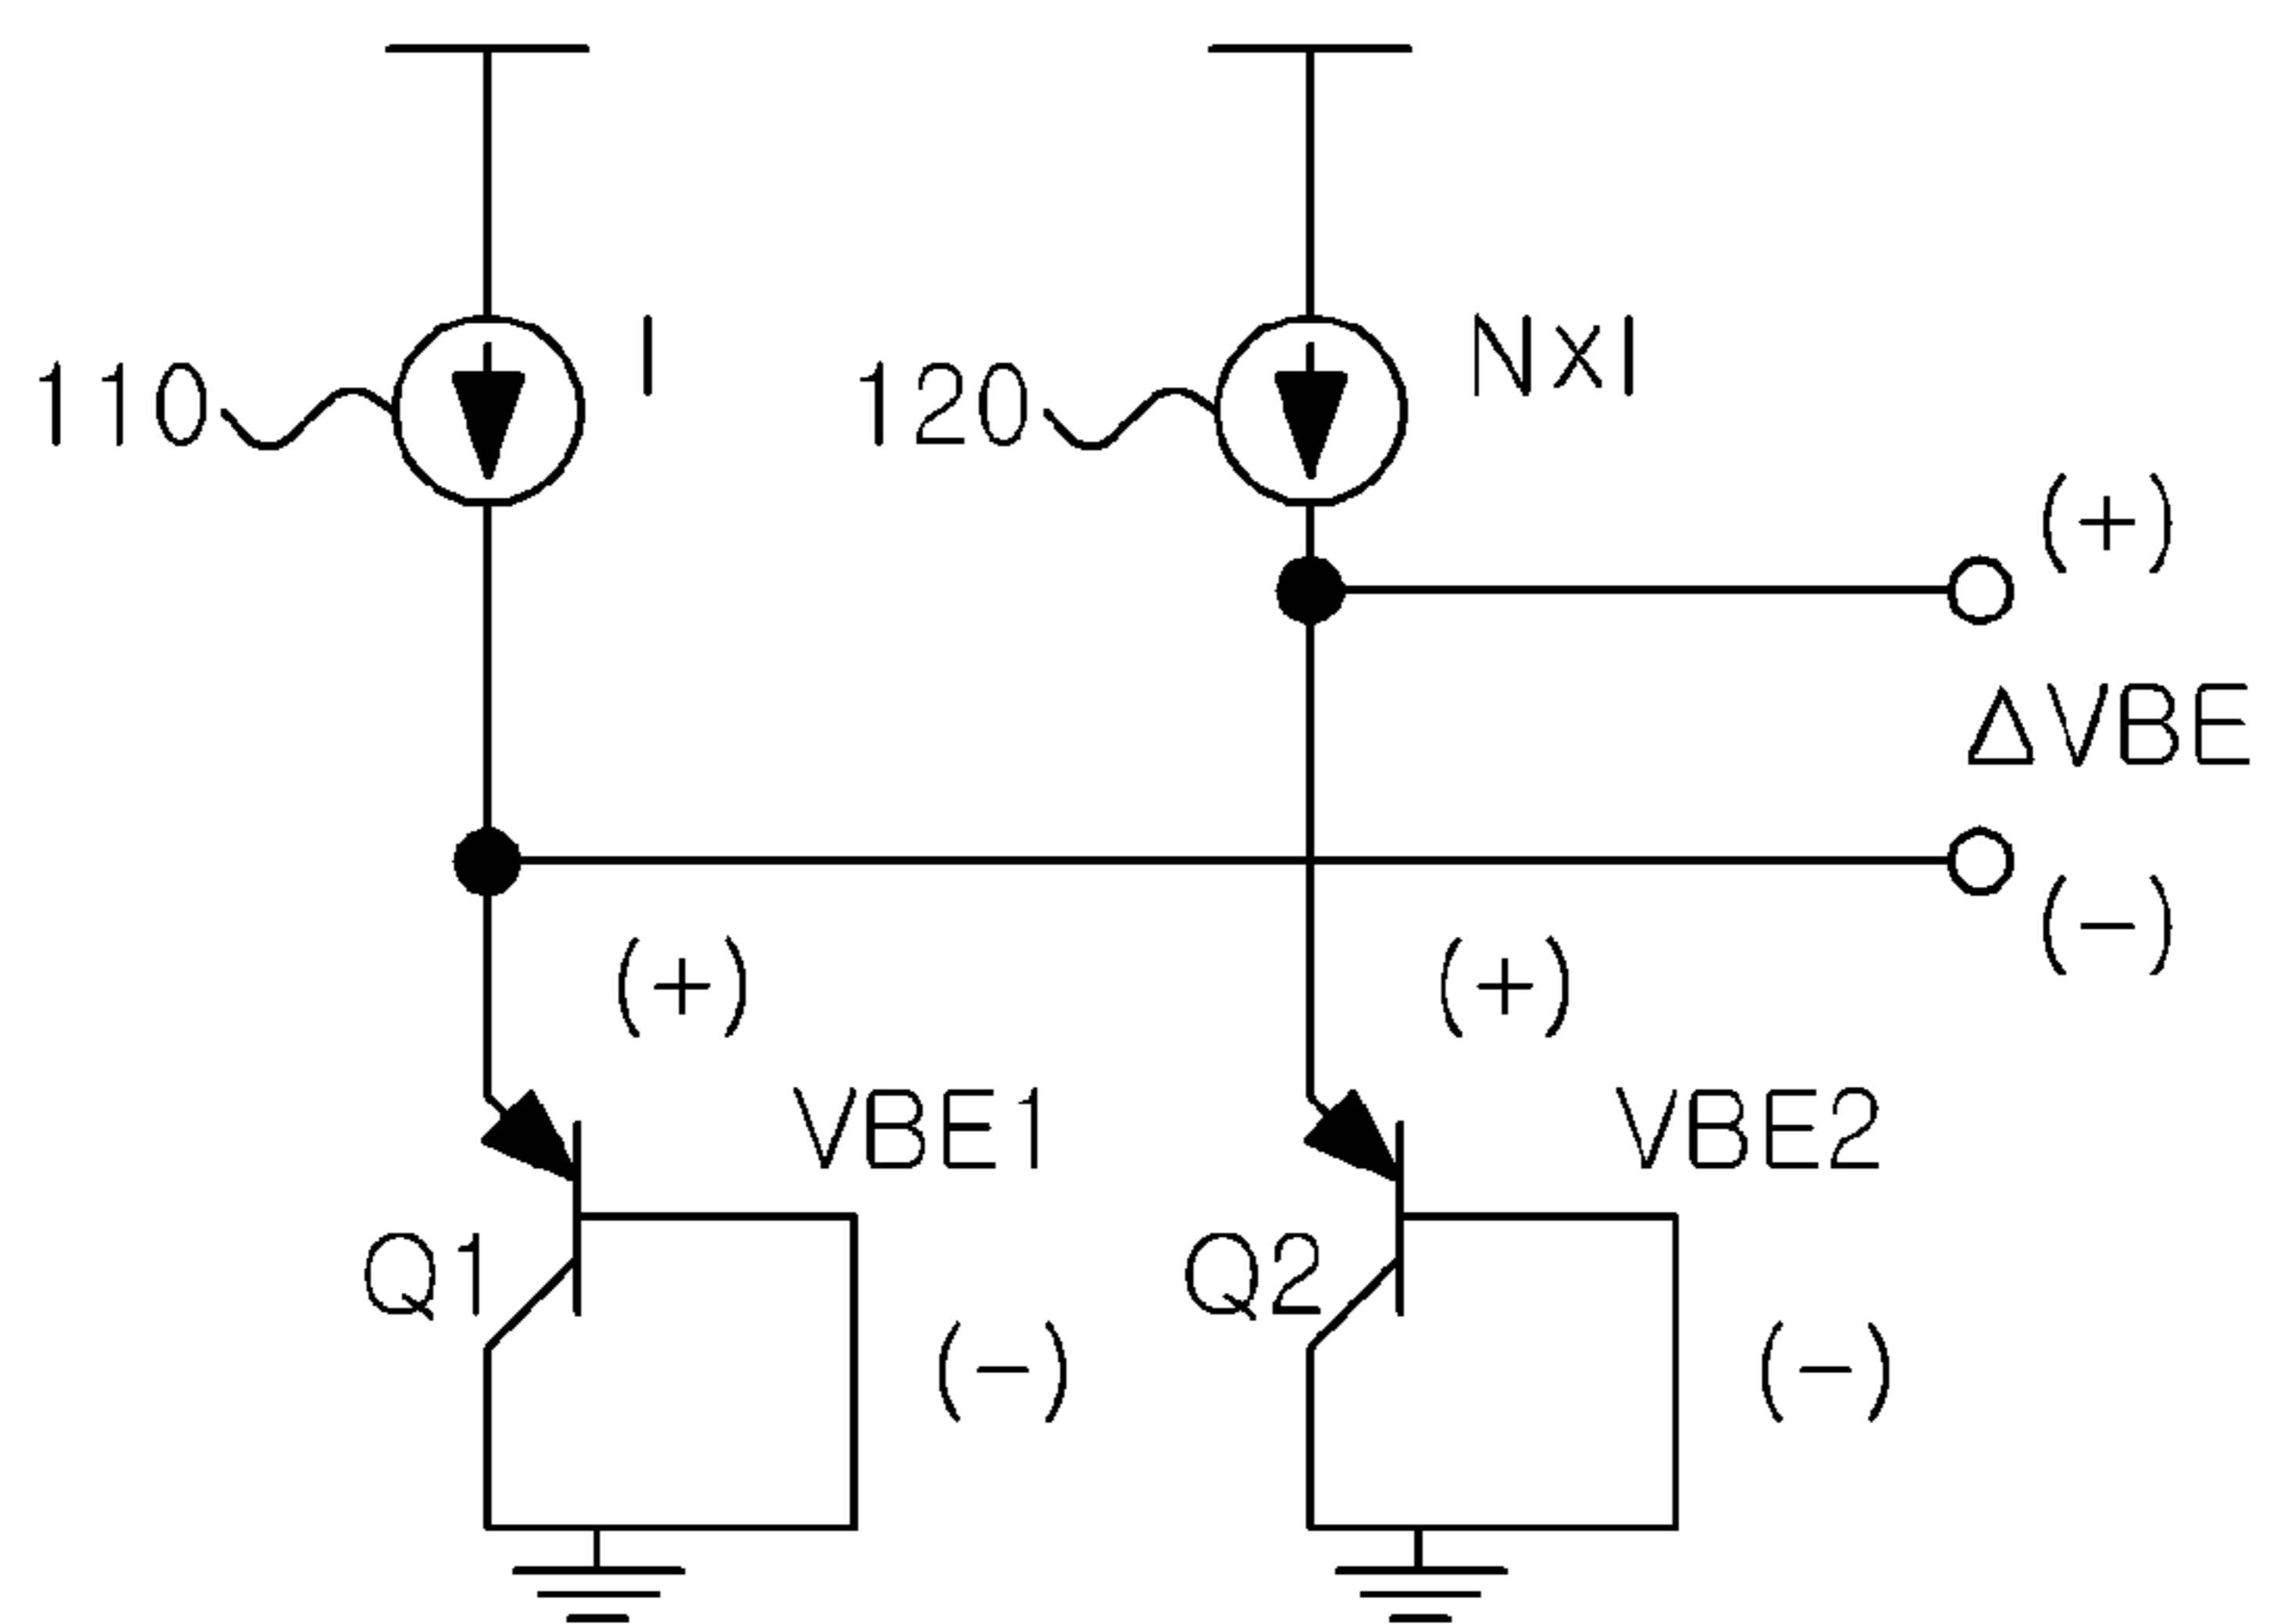 110
I
120
NxI
(+)
ΔVBE
(-)
(+)
(+)
VBE1
VBE2
Q1
Q2
(-)
(-)